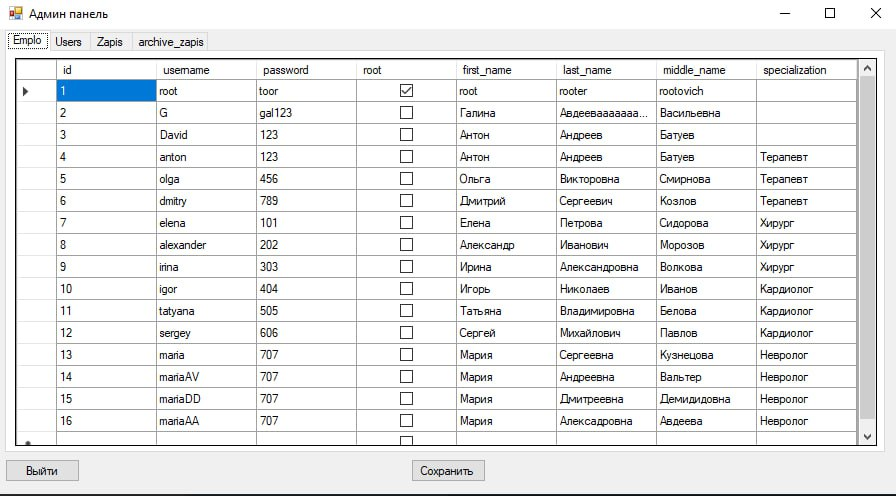 Админ панель
Emplo Users Zapis archive_zapis
id username password root first_name last_name middle_name specialization
1 root toor root rooter rootovich
2 G gal123 Галина Авдееваааааaa... Васильевна
3 David 123 Антон Андреев Батуев
4 anton 123 Антон Андреев Батуев Терапевт
5 olga 456 Ольга Викторовна Смирнова Терапевт
6 dmitry 789 Дмитрий Сергеевич Козлов Терапевт
7 elena 101 Елена Петрова Сидорова Хирург
8 alexander 202 Александр Иванович Морозов Хирург
9 irina 303 Ирина Александровна Волкова Хирург
10 igor 404 Игорь Николаев Иванов Кардиолог
11 tatyana 505 Татьяна Владимировна Белова Кардиолог
12 sergey 606 Сергей Михайлович Павлов Кардиолог
13 maria 707 Мария Сергеевна Кузнецова Невролог
14 mariaAV 707 Мария Андреевна Вальтер Невролог
15 mariaDD 707 Мария Дмитреевна Демидидовна Невролог
16 mariaAA 707 Мария Алексадровна Авдеева Невролог
Выйти Сохранить